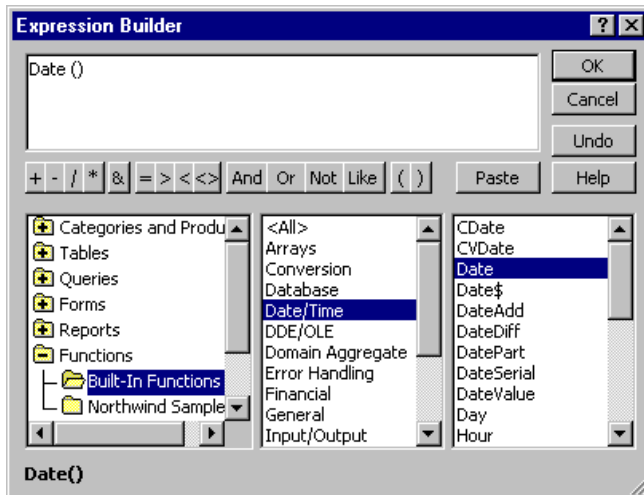 Expression Builder
? X
Date ()
OK
Cancel
Undo
+ - / * & = > < <> And Or Not Like ( ) Paste Help
Categories and Produ
Tables
Queries
Forms
Reports
Functions
Built-In Functions
Northwind Sample
<All>
Arrays
Conversion
Database
Date/Time
DDE/OLE
Domain Aggregate
Error Handling
Financial
General
Input/Output
CDate
CVDate
Date
Date$
DateAdd
DateDiff
DatePart
DateSerial
DateValue
Day
Hour
Date()